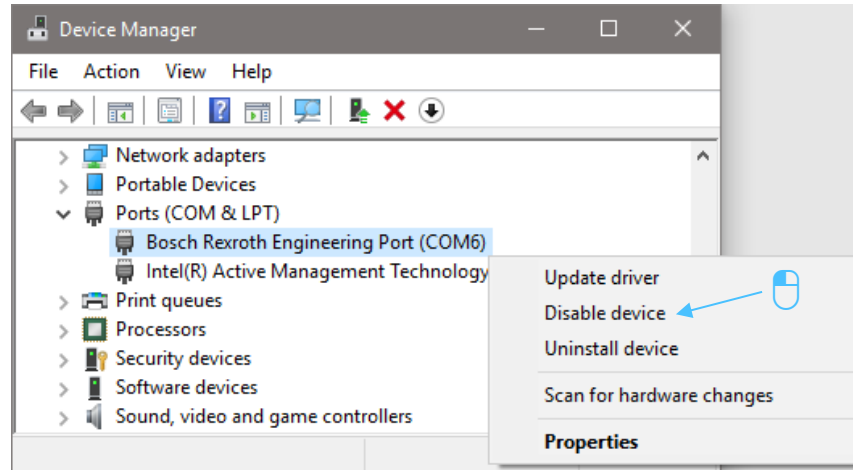 Device Manager
File Action View Help
Network adapters
Portable Devices
Ports (COM & LPT)
Bosch Rexroth Engineering Port (COM6)
Intel(R) Active Management Technology
Print queues
Processors
Security devices
Software devices
Sound, video and game controllers
Update driver
Disable device
Uninstall device
Scan for hardware changes
Properties